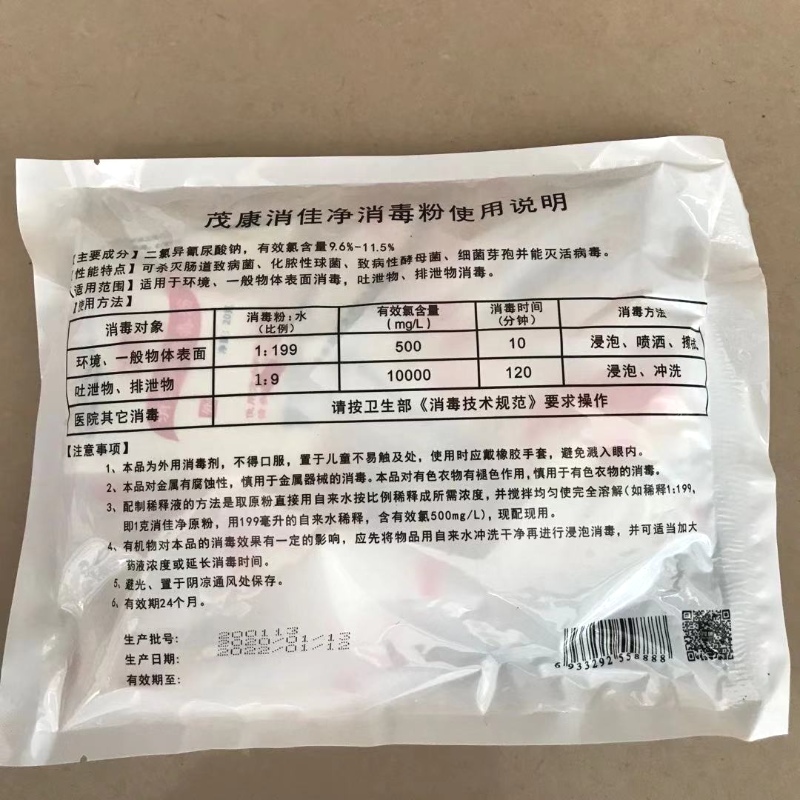 茂康消佳净消毒粉使用说明
【主要成分】二氯异氰尿酸钠，有效氯含量9.6%-11.5%
【性能特点】可杀灭肠道致病菌、化脓性球菌、致病性酵母菌、细菌芽孢并能灭活病毒。
【适用范围】适用于环境、一般物体表面消毒，吐泄物、排泄物消毒。
【使用方法】
消毒对象 消毒粉:水（比例） 有效氯含量（mg/L） 消毒时间（分钟） 消毒方法
环境、一般物体表面 1:199 500 10 浸泡、喷洒、擦拭
吐泄物、排泄物 1:9 10000 120 浸泡、冲洗
医院其它消毒 请按卫生部《消毒技术规范》要求操作
【注意事项】
1、本品为外用消毒剂，不得口服，置于儿童不易触及处，使用时应戴橡胶手套，避免溅入眼内。
2、本品对金属有腐蚀性，慎用于金属器械的消毒。本品对有色衣物有褪色作用，慎用于有色衣物的消毒。
3、配制稀释液的方法是取原粉直接用自来水按比例稀释成所需浓度，并搅拌均匀使完全溶解（如稀释1:199，
即1克消佳净原粉，用199毫升的自来水稀释，含有效氯500mg/L），现配现用。
4、有机物对本品的消毒效果有一定的影响，应先将物品用自来水冲洗干净再进行浸泡消毒，并可适当加大
药液浓度或延长消毒时间。
5、避光、置于阴凉通风处保存。
6、有效期24个月。
生产批号： 200113
生产日期： 2020/01/13
有效期至： 2022/01/12
6 933292 558888